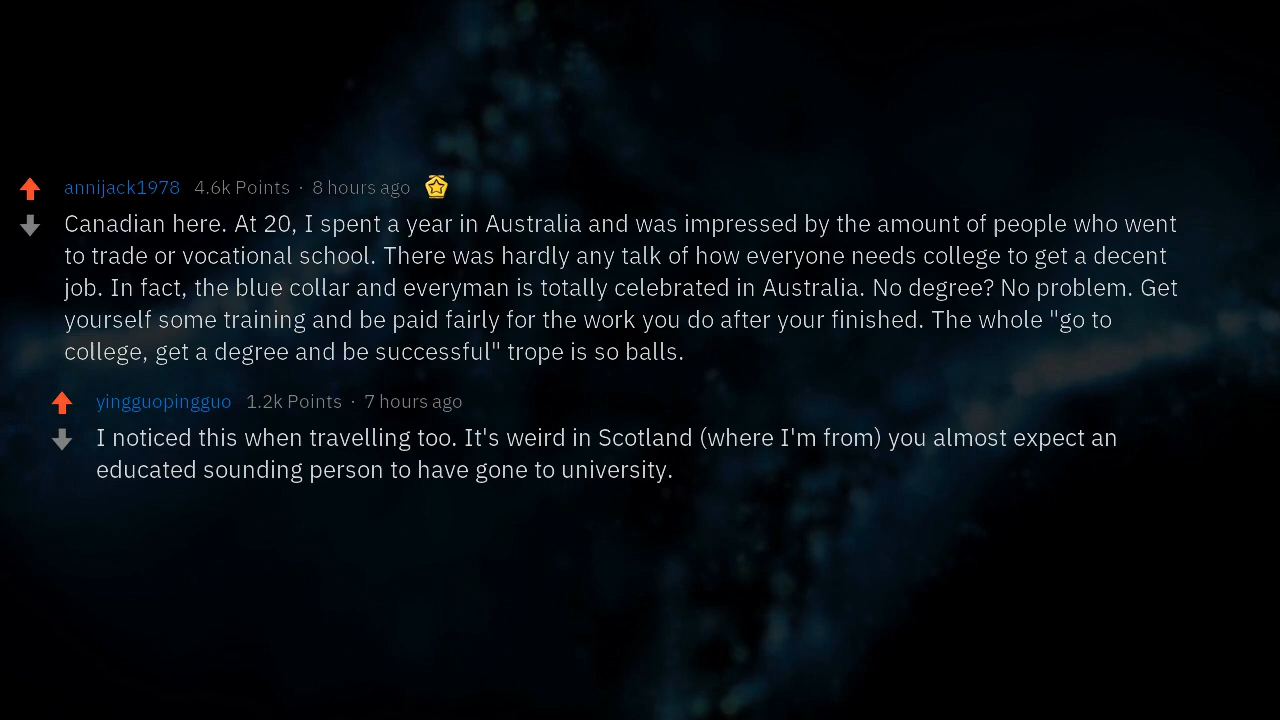 annijack1978 4.6k Points · 8 hours ago
Canadian here. At 20, I spent a year in Australia and was impressed by the amount of people who went
to trade or vocational school. There was hardly any talk of how everyone needs college to get a decent
job. In fact, the blue collar and everyman is totally celebrated in Australia. No degree? No problem. Get
yourself some training and be paid fairly for the work you do after your finished. The whole "go to
college, get a degree and be successful" trope is so balls.
yingguopingguo 1.2k Points · 7 hours ago
I noticed this when travelling too. It's weird in Scotland (where I'm from) you almost expect an
educated sounding person to have gone to university.